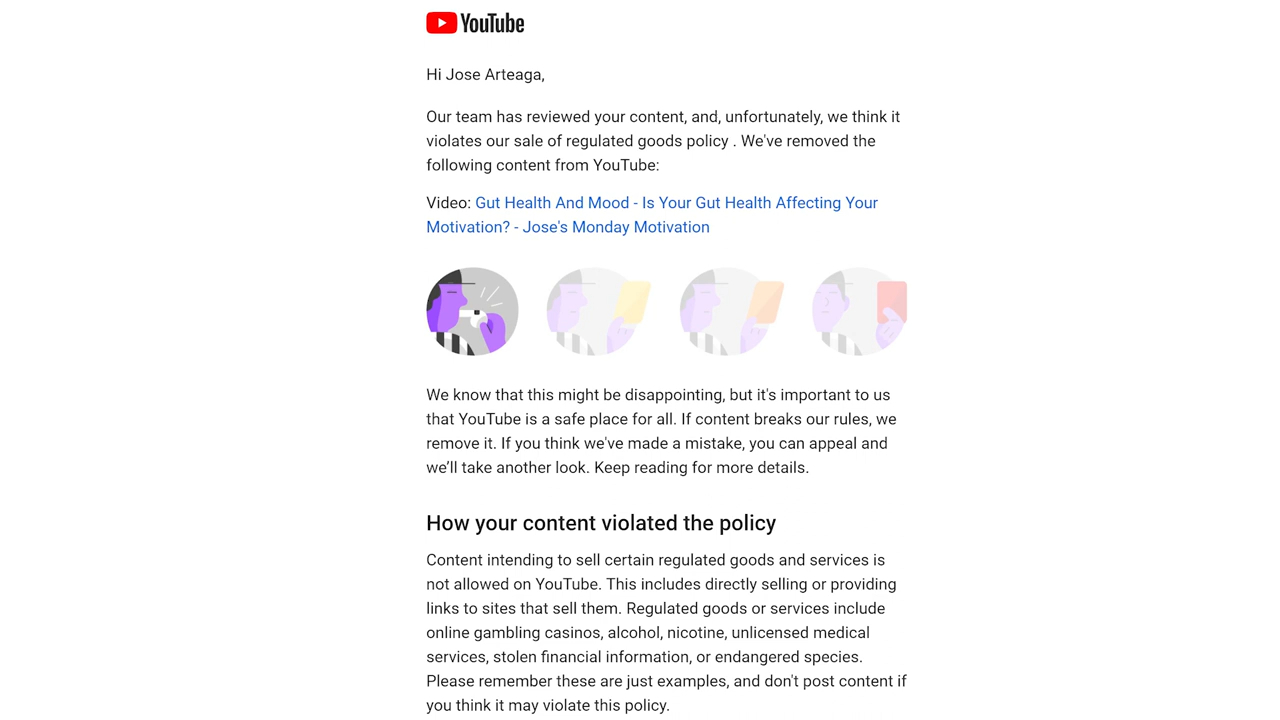 YouTube
Hi Jose Arteaga,
Our team has reviewed your content, and, unfortunately, we think it
violates our sale of regulated goods policy . We've removed the
following content from YouTube:
Video: Gut Health And Mood - Is Your Gut Health Affecting Your
Motivation? - Jose's Monday Motivation
We know that this might be disappointing, but it's important to us
that YouTube is a safe place for all. If content breaks our rules, we
remove it. If you think we've made a mistake, you can appeal and
we’ll take another look. Keep reading for more details.
How your content violated the policy
Content intending to sell certain regulated goods and services is
not allowed on YouTube. This includes directly selling or providing
links to sites that sell them. Regulated goods or services include
online gambling casinos, alcohol, nicotine, unlicensed medical
services, stolen financial information, or endangered species.
Please remember these are just examples, and don't post content if
you think it may violate this policy.